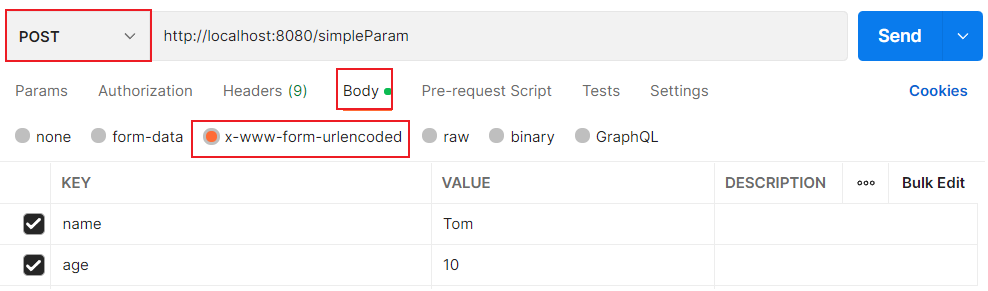 POST http://localhost:8080/simpleParam Send
Params Authorization Headers (9) Body Pre-request Script Tests Settings Cookies
none form-data x-www-form-urlencoded raw binary GraphQL
KEY VALUE DESCRIPTION ooo Bulk Edit
name Tom
age 10